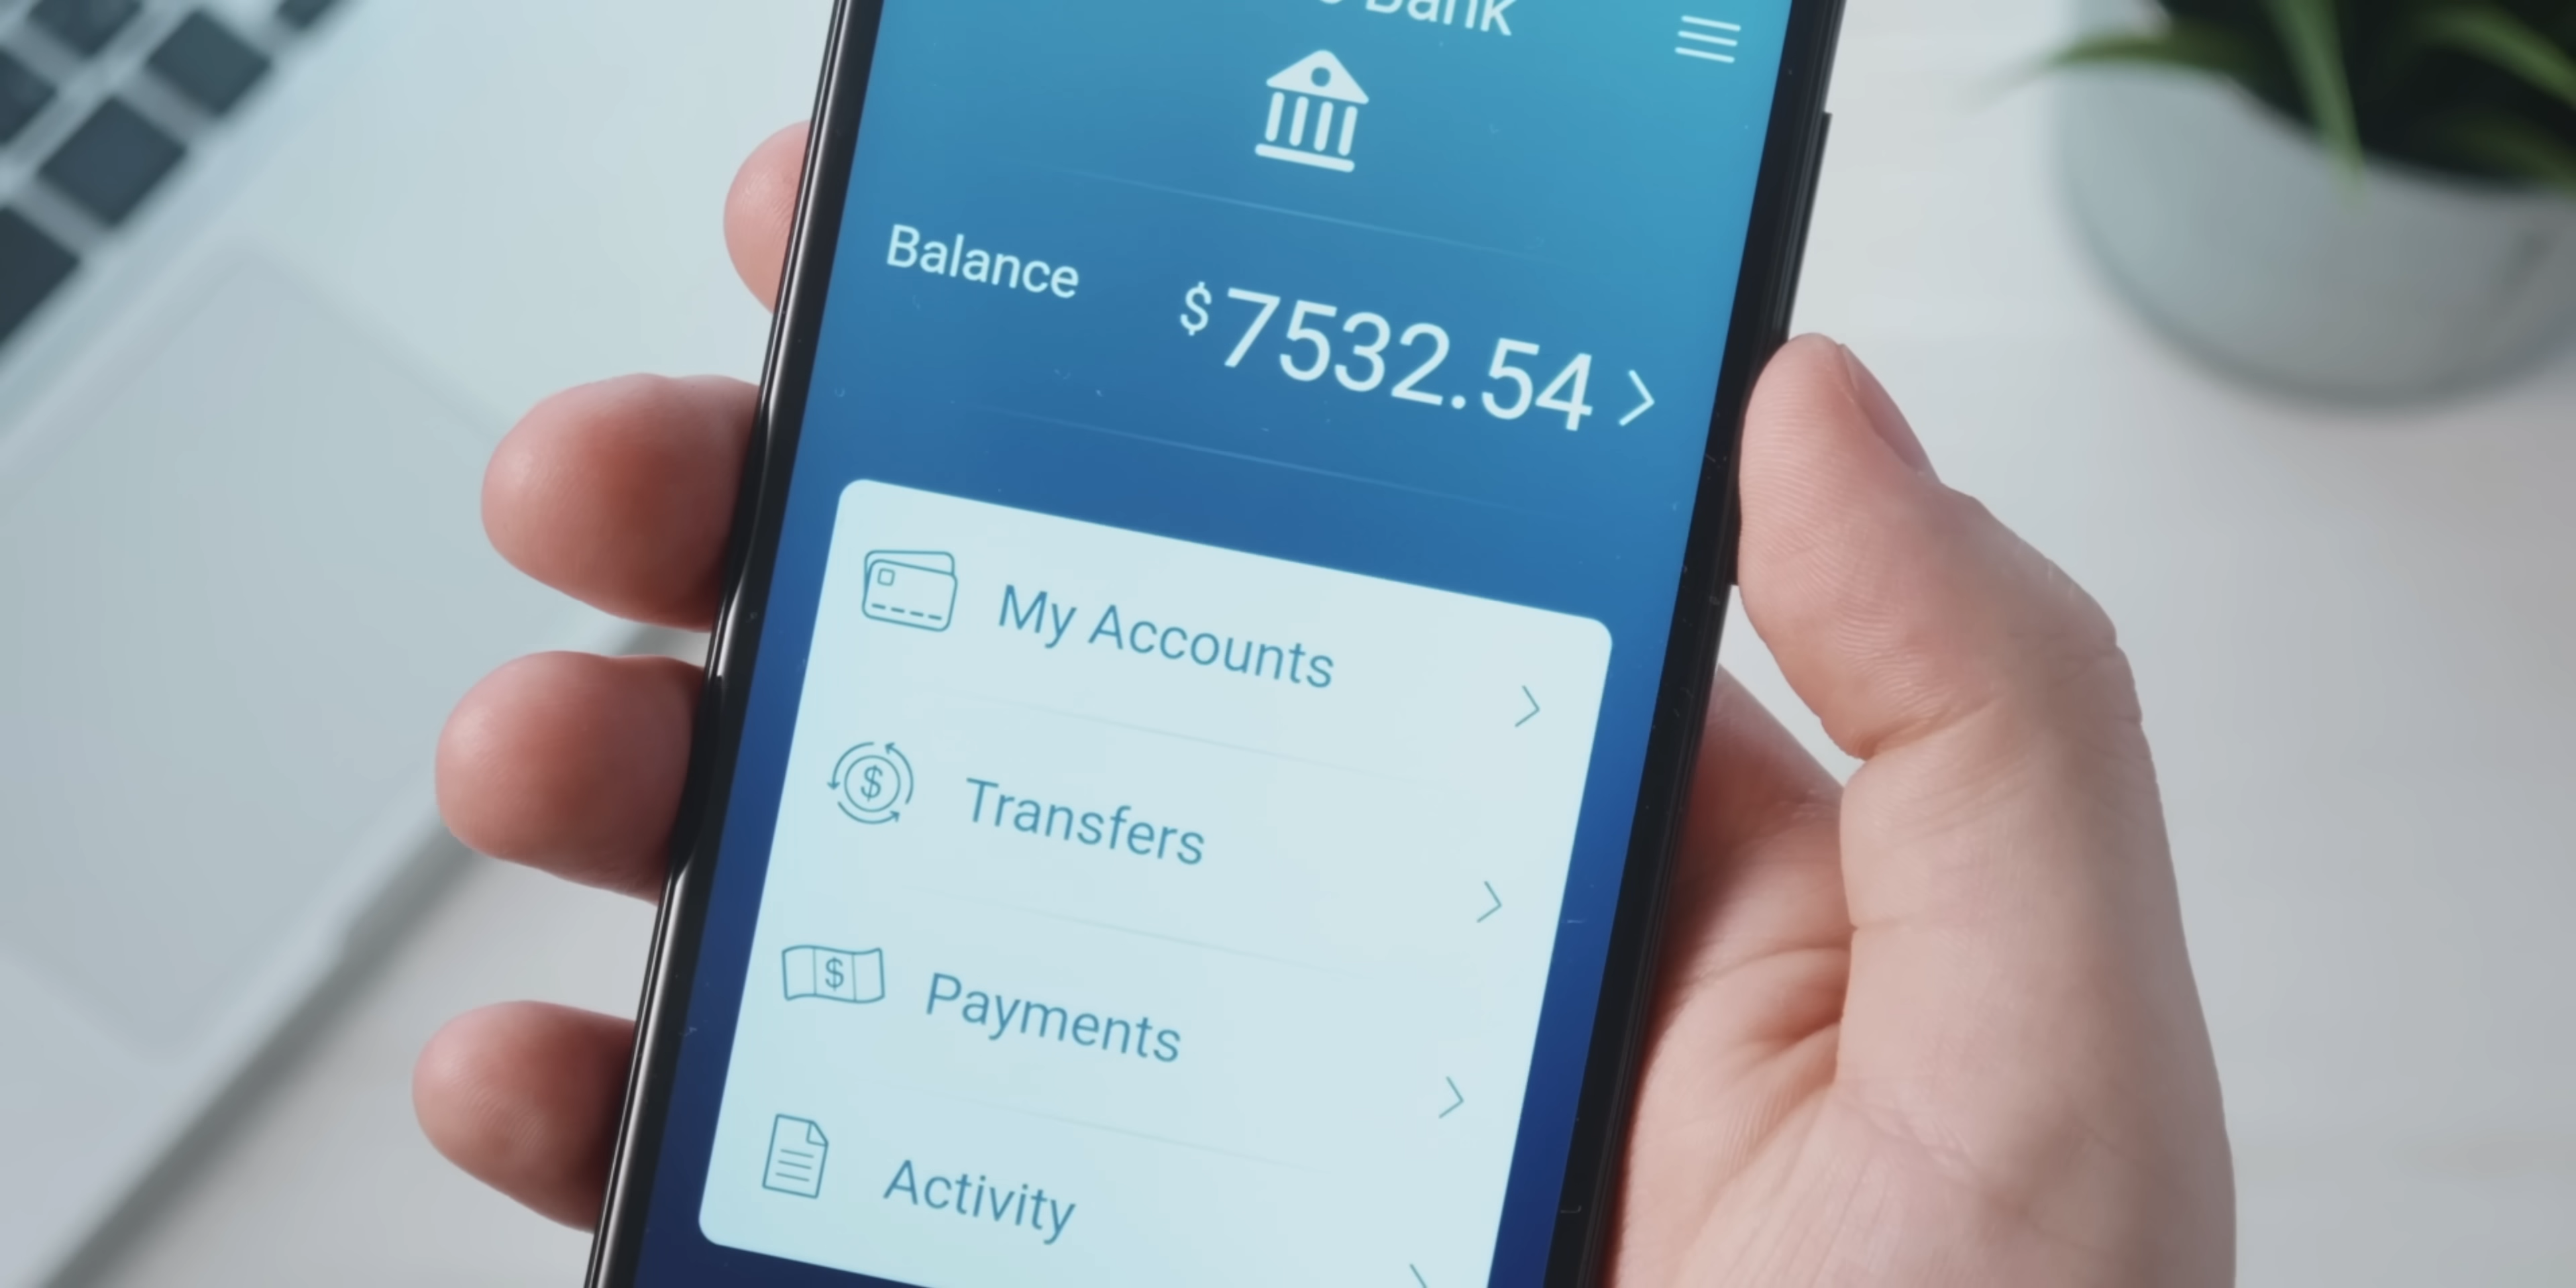 Bank
Balance
$7532.54
My Accounts
Transfers
Payments
Activity